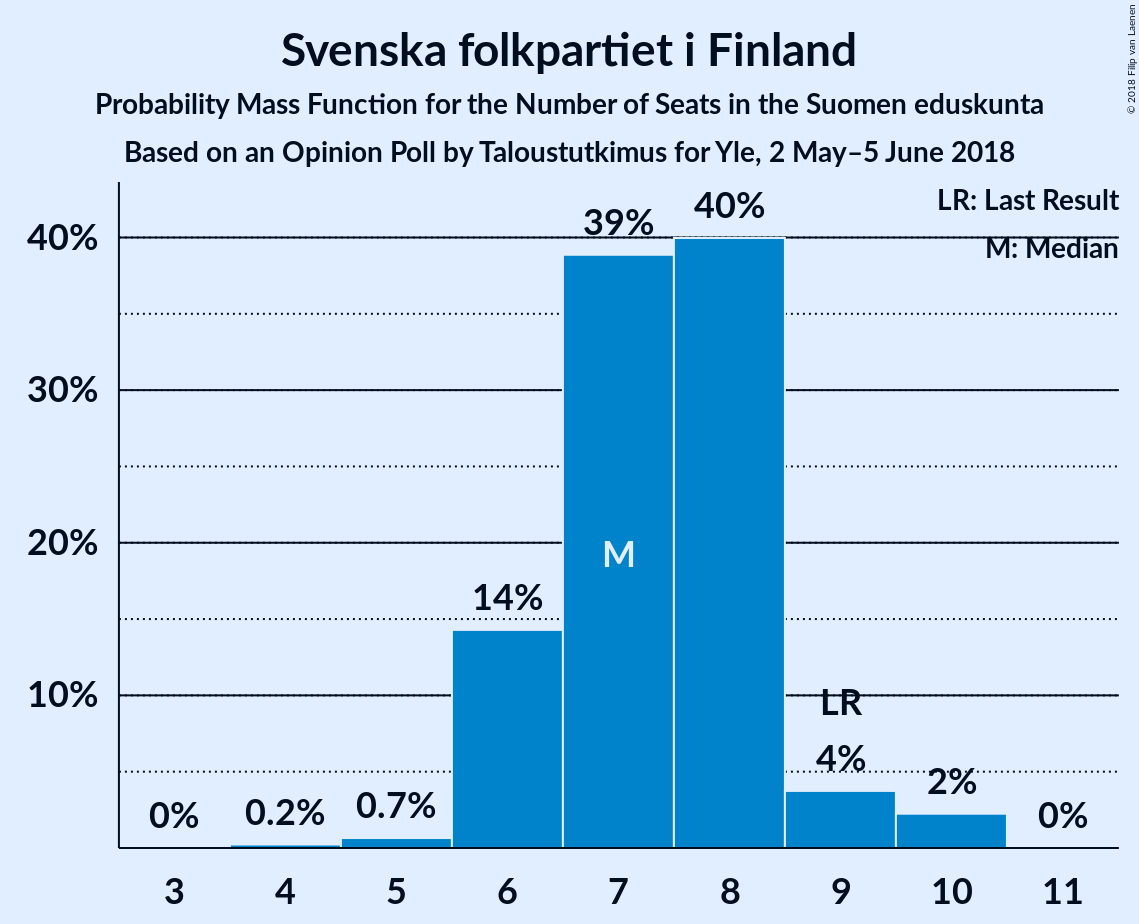 Svenska folkpartiet i Finland
Probability Mass Function for the Number of Seats in the Suomen eduskunta
Based on an Opinion Poll by Taloustutkimus for Yle, 2 May–5 June 2018
© 2018 Filip van Laenen
LR: Last Result
M: Median
40%
30%
20%
10%
0%
0.2%
0.7%
14%
39%
M
40%
LR
4%
2%
0%
3 4 5 6 7 8 9 10 11